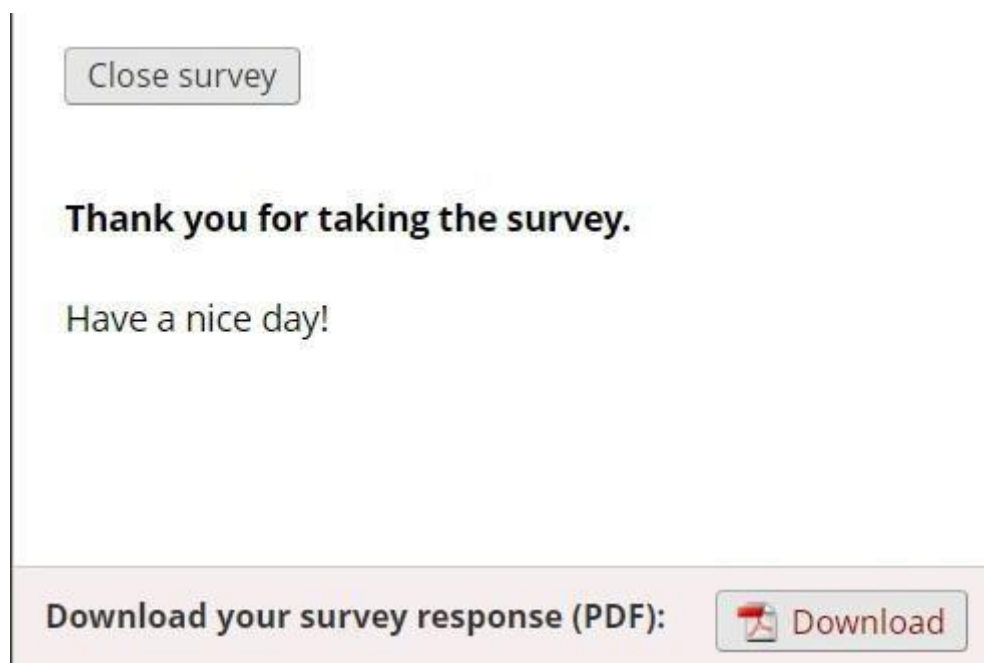 Close survey
Thank you for taking the survey.
Have a nice day!
Download your survey response (PDF): Download